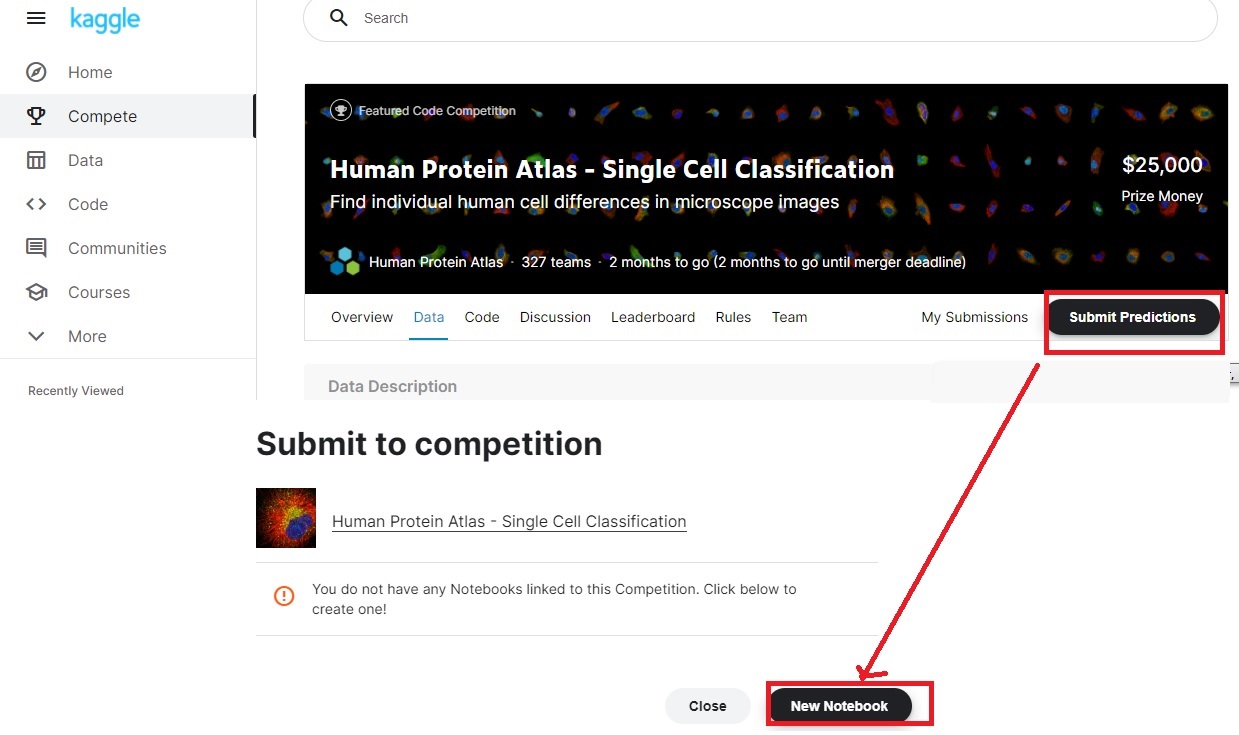 kaggle
Search
Home
Compete
Data
Code
Communities
Courses
More
Recently Viewed
Featured Code Competition
Human Protein Atlas - Single Cell Classification
Find individual human cell differences in microscope images
$25,000
Prize Money
Human Protein Atlas · 327 teams · 2 months to go (2 months to go until merger deadline)
Overview Data Code Discussion Leaderboard Rules Team My Submissions Submit Predictions
Data Description
Submit to competition
Human Protein Atlas - Single Cell Classification
You do not have any Notebooks linked to this Competition. Click below to
create one!
Close New Notebook